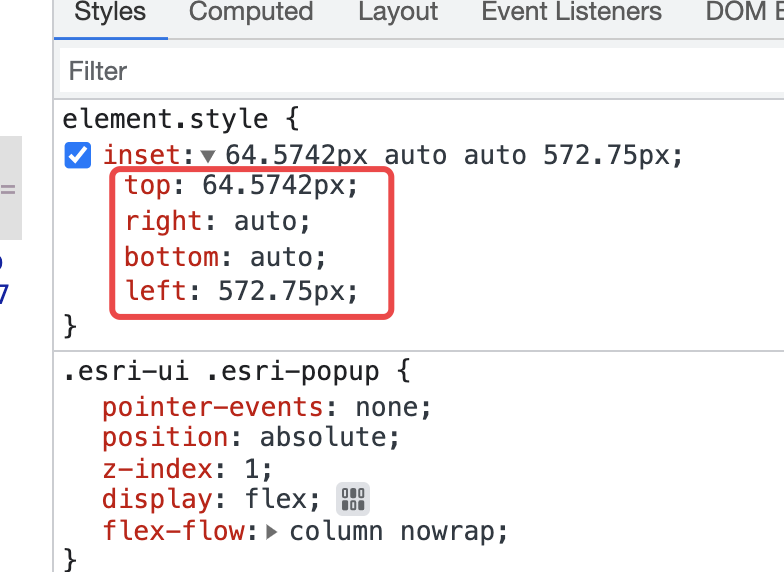 Styles Computed Layout Event Listeners DOM
Filter
element.style {
inset: 64.5742px auto auto 572.75px;
top: 64.5742px;
right: auto;
bottom: auto;
left: 572.75px;
}
.esri-ui .esri-popup {
pointer-events: none;
position: absolute;
z-index: 1;
display: flex;
flex-flow: column nowrap;
}